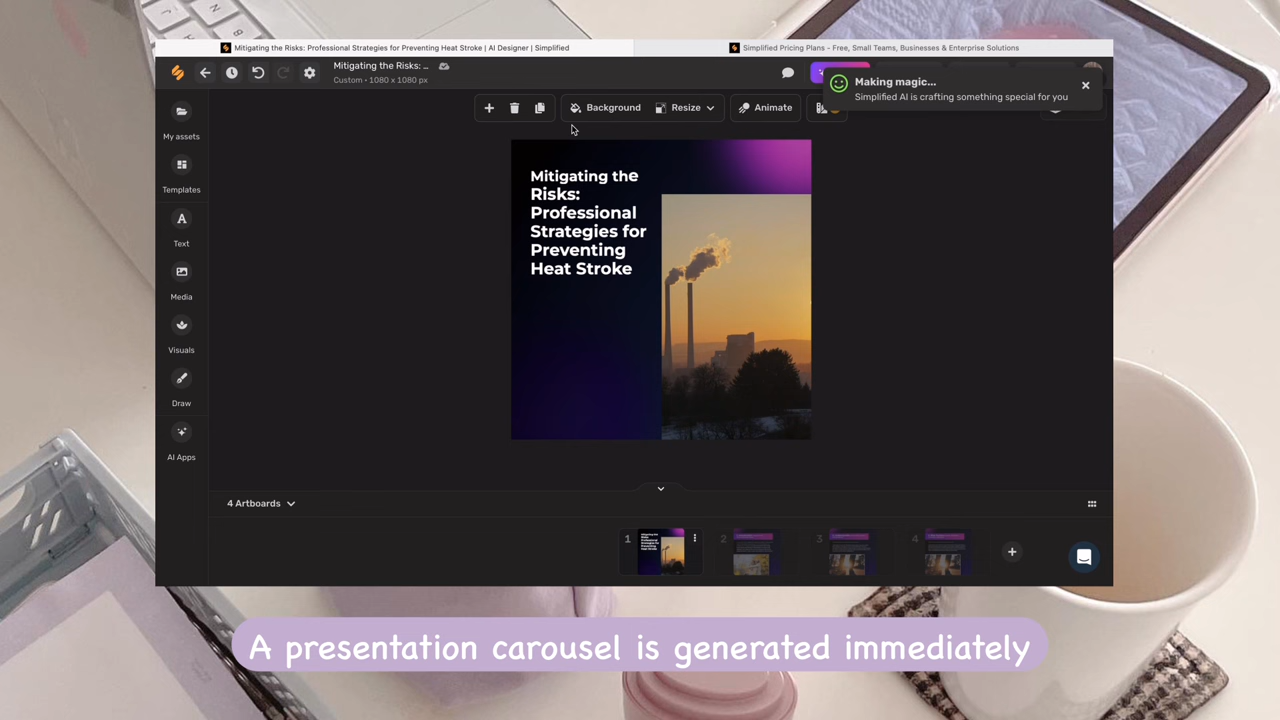 Mitigating the Risks: Professional Strategies for Preventing Heat Stroke | AI Designer | Simplified
Simplified Pricing Plans - Free, Small Teams, Businesses & Enterprise Solutions
Mitigating the Risks: ...
Custom • 1080 x 1080 px
Making magic...
Simplified AI is crafting something special for you
Background
Resize
Animate
My assets
Templates
Text
Media
Visuals
Draw
AI Apps
Mitigating the
Risks:
Professional
Strategies for
Preventing
Heat Stroke
4 Artboards
1
2
3
4
A presentation carousel is generated immediately